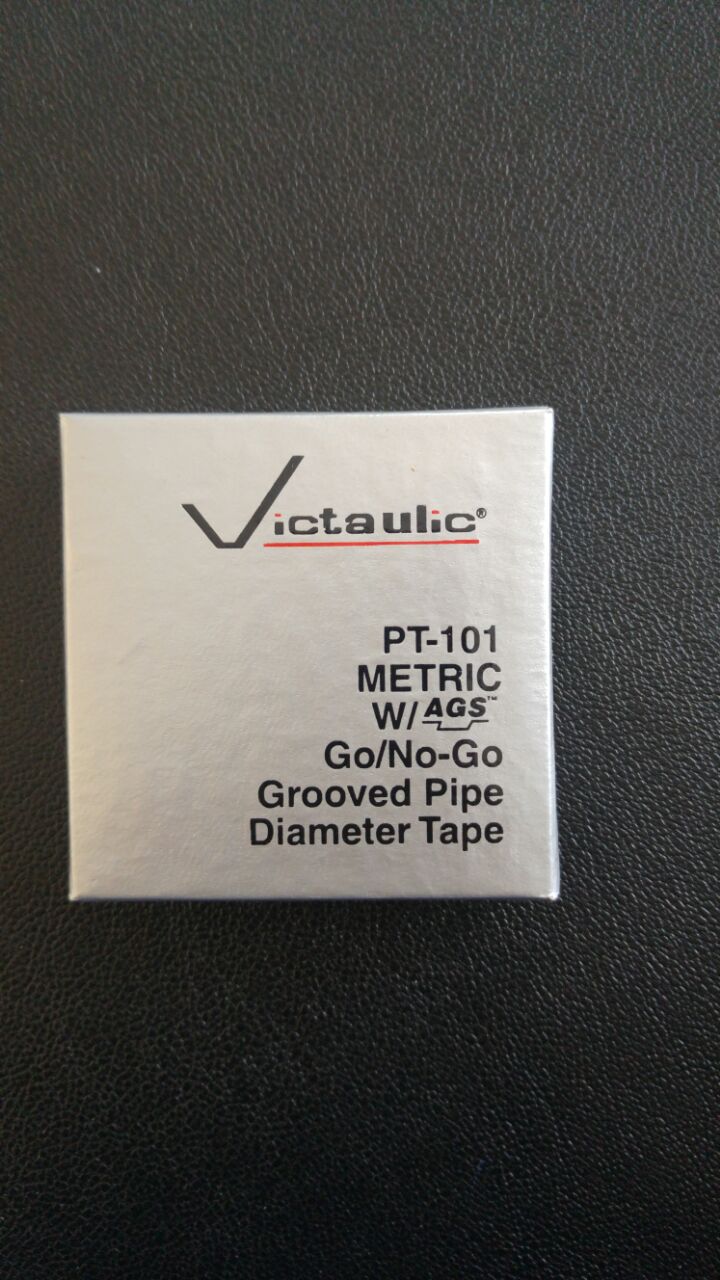 Victaulic®
PT-101
METRIC
W/AGS™
Go/No-Go
Grooved Pipe
Diameter Tape